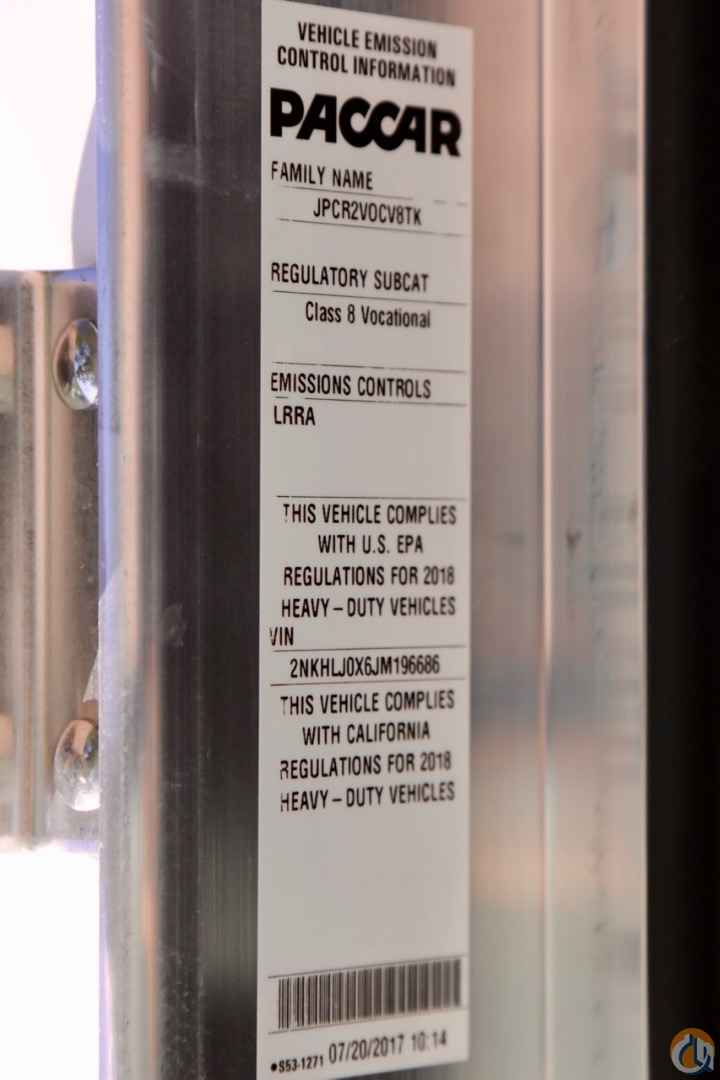 VEHICLE EMISSION
CONTROL INFORMATION
PACCAR
FAMILY NAME
JPCR2VOCV8TK
REGULATORY SUBCAT
Class 8 Vocational
EMISSIONS CONTROLS
LRRA
THIS VEHICLE COMPLIES
WITH U.S. EPA
REGULATIONS FOR 2018
HEAVY – DUTY VEHICLES
VIN
2NKHLJ0X6JM196686
THIS VEHICLE COMPLIES
WITH CALIFORNIA
REGULATIONS FOR 2018
HEAVY – DUTY VEHICLES
•S53-1271 07/20/2017 10:14